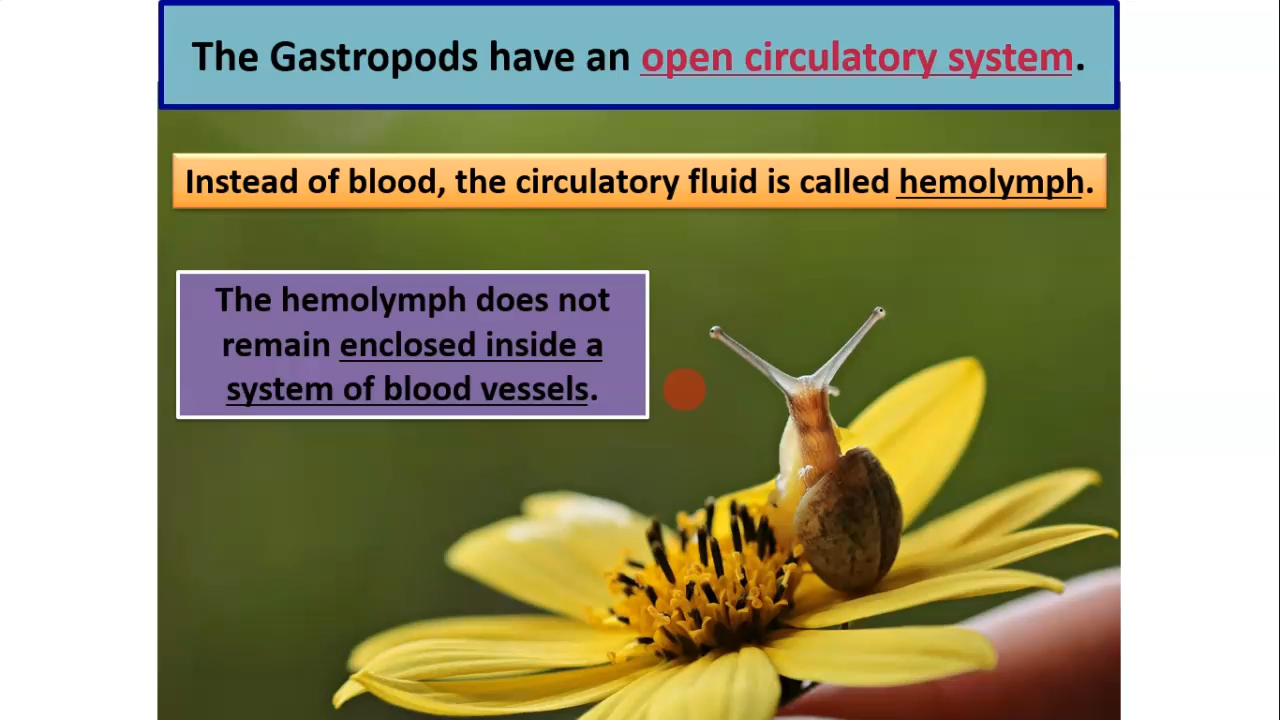 The Gastropods have an open circulatory system.
Instead of blood, the circulatory fluid is called hemolymph.
The hemolymph does not
remain enclosed inside a
system of blood vessels.